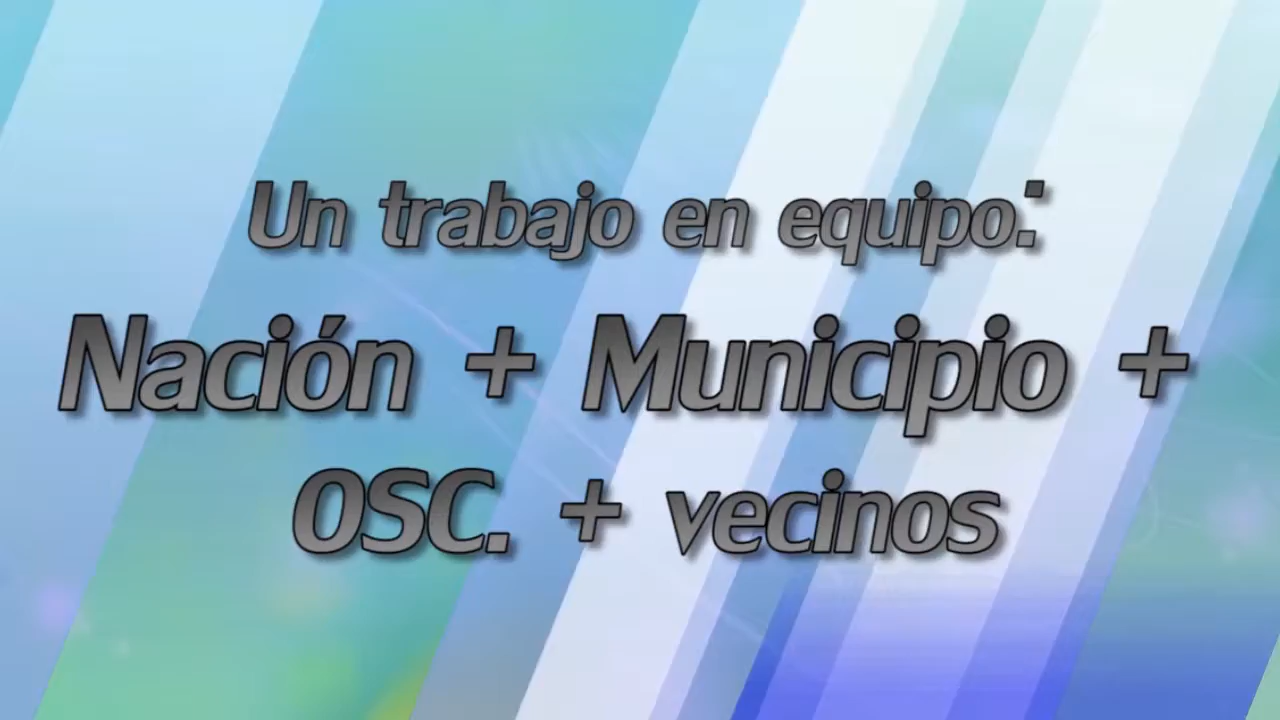 Un trabajo en equipo:
Nación + Municipio +
OSC. + vecinos